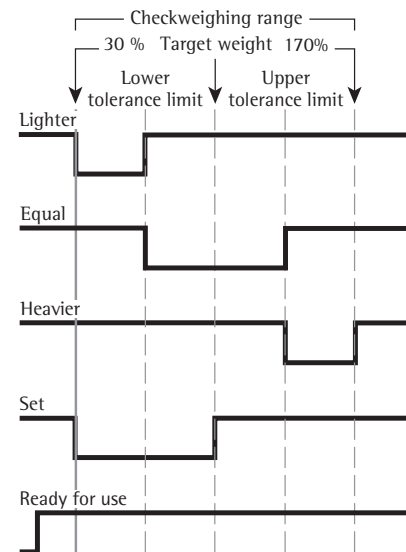 Checkweighing range
30 % Target weight 170%
Lower Upper
tolerance limit tolerance limit
Lighter
Equal
Heavier
Set
Ready for use